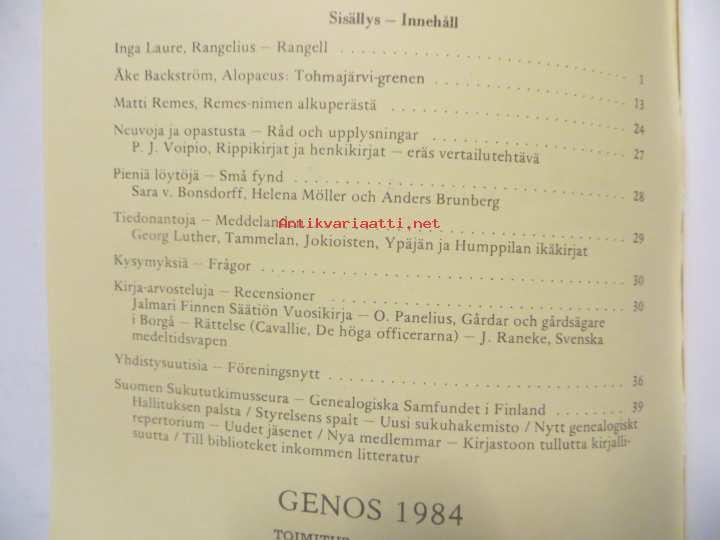 Sisällys – Innehåll
Inga Laure, Rangelius – Rangell . . . 1
Åke Backström, Alopaeus: Tohmajärvi-grenen . . . 13
Matti Remes, Remes-nimen alkuperästä . . . 24
Neuvoja ja opastusta – Råd och upplysningar . . . 27
P. J. Voipio, Rippikirjat ja henkikirjat – eräs vertailutehtävä
Pieniä löytöjä – Små fynd . . . 28
Sara v. Bonsdorff, Helena Möller och Anders Brunberg
Antikvariaatti.net
Tiedonantoja – Meddelanden . . . 29
Georg Luther, Tammelan, Jokioisten, Ypäjän ja Humppilan ikäkirjat
Kysymyksiä – Frågor . . . 30
Kirja-arvosteluja – Recensioner . . . 30
Jalmari Finnen Säätiön Vuosikirja – O. Panelius, Gårdar och gårdsägare
i Borgå – Rättelse (Cavallie, De höga officerarna) – J. Raneke, Svenska
medeltidsvapen
Yhdistysuutisia – Föreningsnytt . . . 36
Suomen Sukututkimusseura – Genealogiska Samfundet i Finland . . . 39
Hallituksen palsta / Styrelsens spalt – Uusi sukuhakemisto / Nytt genealogiskt
repertorium – Uudet jäsenet / Nya medlemmar – Kirjastoon tullutta kirjalli-
suutta / Till biblioteket inkommen litteratur
GENOS 1984